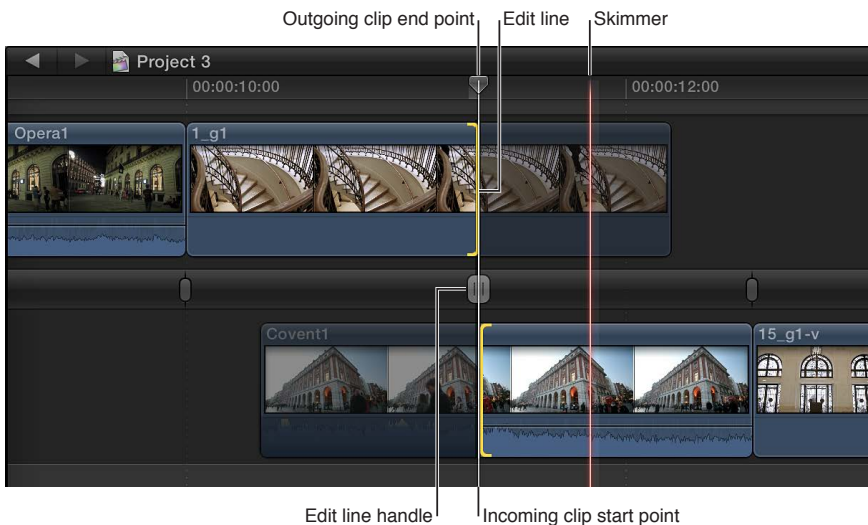 Outgoing clip end point
Edit line
Skimmer
Project 3
00:00:10:00
00:00:12:00
Opera1
1_g1
Covent1
15_g1-v
Edit line handle
Incoming clip start point